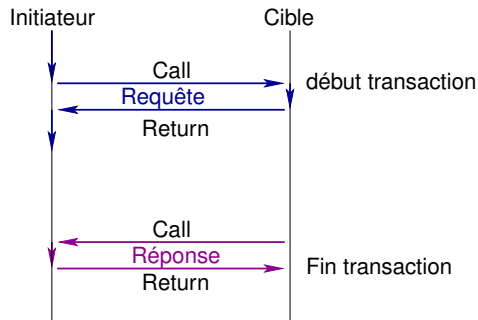 Initiateur
Cible
Call
début transaction
Requête
Return
Call
Réponse
Fin transaction
Return